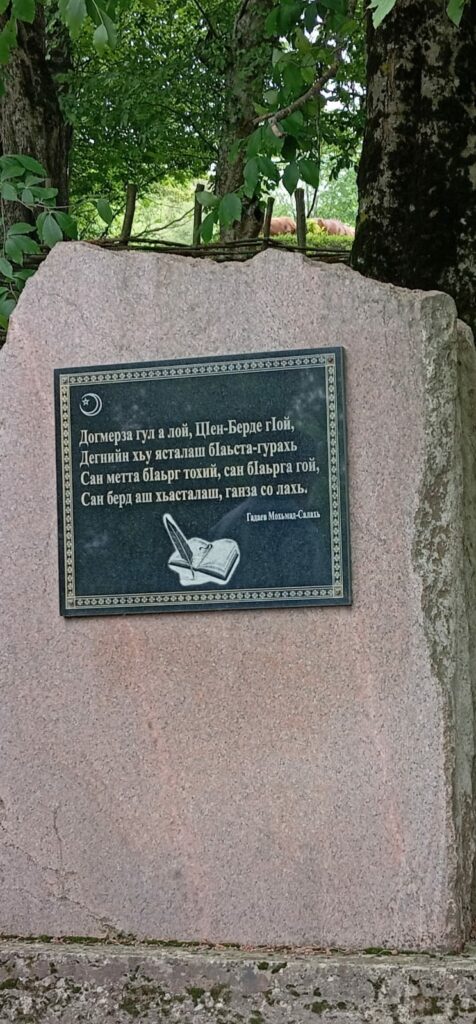 Догмерза гул а лой, ЦIен-Берде гIой,
Дегнийн хьу ясталаш бIаьста-гурахь
Сан метта бIаьрг тохий, сан бIаьрга гой,
Сан берд аш хьасталаш, ганза со лахь.
Гадаев Мохьмад-Салахь